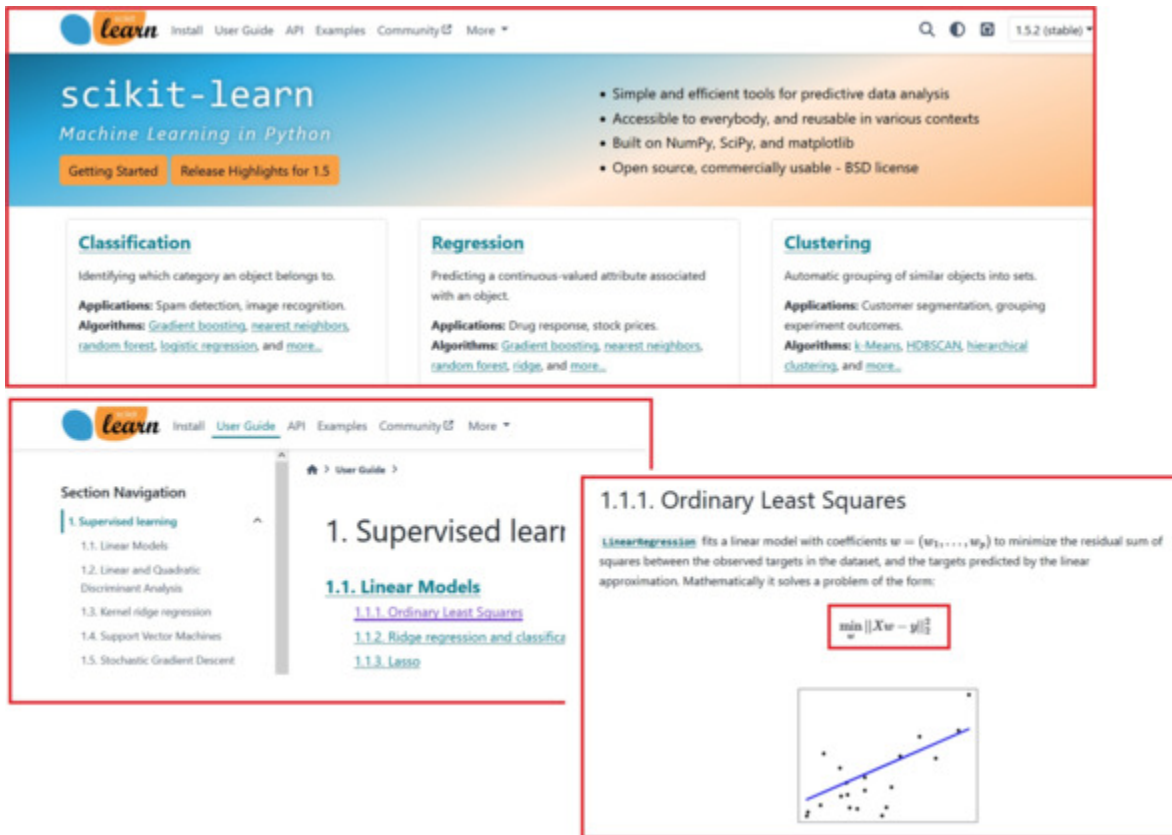 scikit
learn Install User Guide API Examples Community More 1.5.2 (stable)
scikit-learn
Machine Learning in Python
Getting Started Release Highlights for 1.5
• Simple and efficient tools for predictive data analysis
• Accessible to everybody, and reusable in various contexts
• Built on NumPy, SciPy, and matplotlib
• Open source, commercially usable - BSD license
Classification
Identifying which category an object belongs to.
Applications: Spam detection, image recognition.
Algorithms: Gradient boosting, nearest neighbors,
random forest, logistic regression, and more...
Regression
Predicting a continuous-valued attribute associated
with an object.
Applications: Drug response, stock prices.
Algorithms: Gradient boosting, nearest neighbors,
random forest, ridge, and more...
Clustering
Automatic grouping of similar objects into sets.
Applications: Customer segmentation, grouping
experiment outcomes.
Algorithms: k-Means, HDBSCAN, hierarchical
clustering, and more...
scikit
learn Install User Guide API Examples Community More
Section Navigation
1. Supervised learning
1.1. Linear Models
1.2. Linear and Quadratic
Discriminant Analysis
1.3. Kernel ridge regression
1.4. Support Vector Machines
1.5. Stochastic Gradient Descent
> User Guide >
1. Supervised learr
1.1. Linear Models
1.1.1. Ordinary Least Squares
1.1.2. Ridge regression and classifica
1.1.3. Lasso
1.1.1. Ordinary Least Squares
LinearRegression fits a linear model with coefficients w = (w₁, ..., wₚ) to minimize the residual sum of
squares between the observed targets in the dataset, and the targets predicted by the linear
approximation. Mathematically it solves a problem of the form:
min_w ||Xw − y||₂²